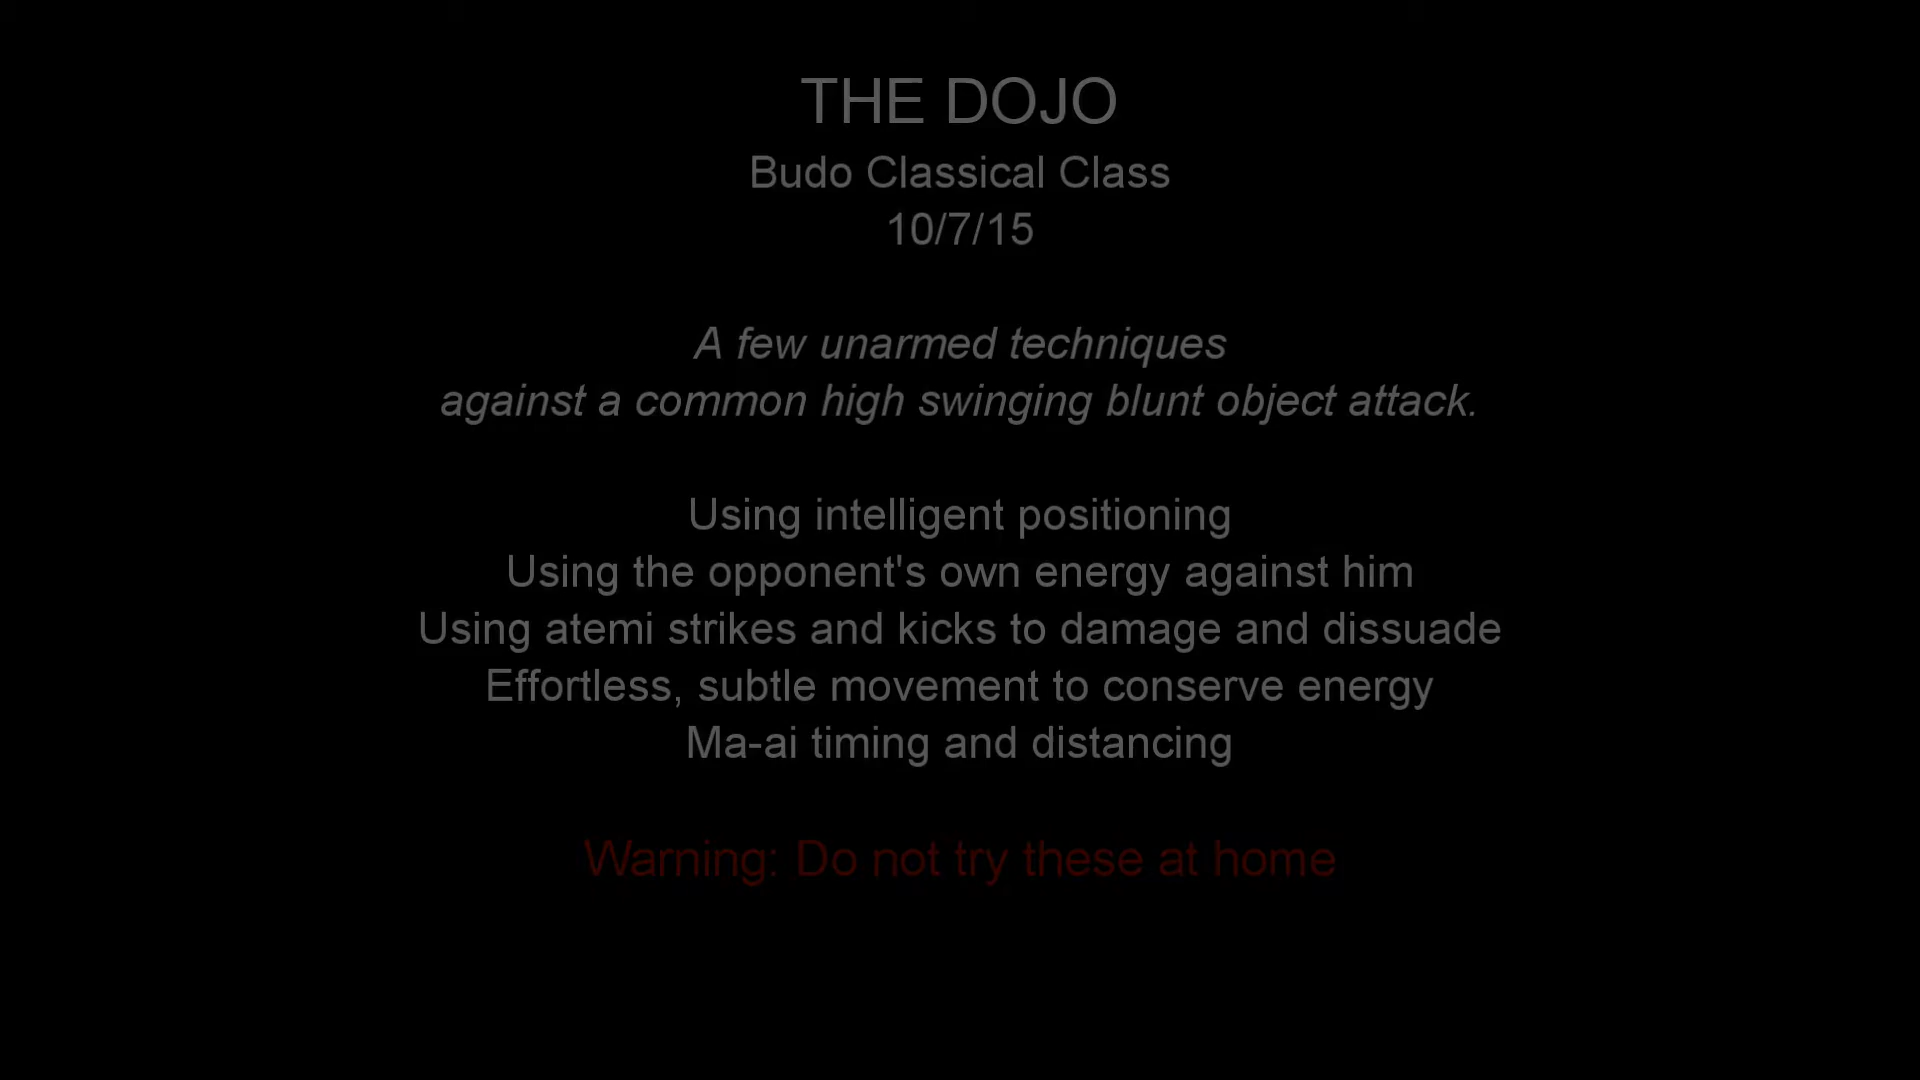 THE DOJO
Budo Classical Class
10/7/15
A few unarmed techniques
against a common high swinging blunt object attack.
Using intelligent positioning
Using the opponent's own energy against him
Using atemi strikes and kicks to damage and dissuade
Effortless, subtle movement to conserve energy
Ma-ai timing and distancing
Warning: Do not try these at home